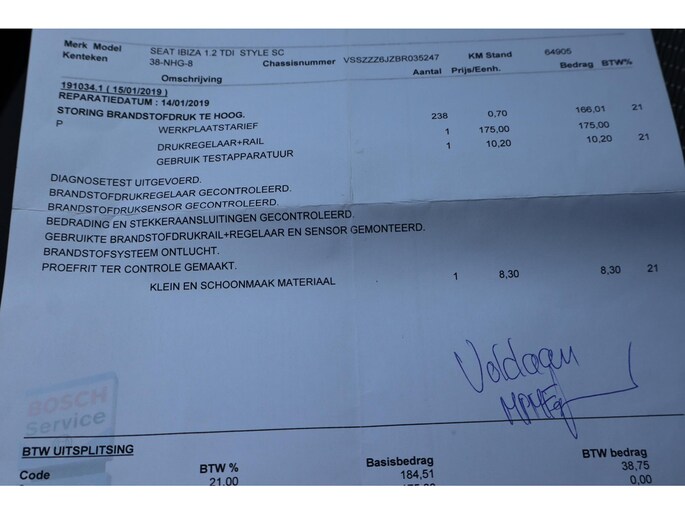 Merk Model SEAT IBIZA 1.2 TDI STYLE SC
Kenteken 38-NHG-8 Chassisnummer VSSZZZ6JZBR035247 KM Stand 64905
Omschrijving Aantal Prijs/Eenh. Bedrag BTW%
191034.1 ( 15/01/2019 )
REPARATIEDATUM : 14/01/2019
STORING BRANDSTOFDRUK TE HOOG.
P WERKPLAATSTARIEF 238 0,70 166,01 21
DRUKREGELAAR+RAIL 1 175,00 175,00
GEBRUIK TESTAPPARATUUR 1 10,20 10,20 21
DIAGNOSETEST UITGEVOERD.
BRANDSTOFDRUKREGELAAR GECONTROLEERD.
BRANDSTOFDRUKSENSOR GECONTROLEERD.
BEDRADING EN STEKKERAANSLUITINGEN GECONTROLEERD.
GEBRUIKTE BRANDSTOFDRUKRAIL+REGELAAR EN SENSOR GEMONTEERD.
BRANDSTOFSYSTEEM ONTLUCHT.
PROEFRIT TER CONTROLE GEMAAKT.
KLEIN EN SCHOONMAAK MATERIAAL 1 8,30 8,30 21
Voldaan
BOSCH
Service
BTW UITSPLITSING
Code BTW % Basisbedrag BTW bedrag
21,00 184,51 38,75
0,00